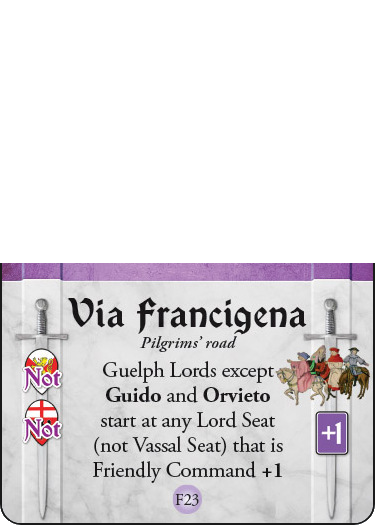 Via Francigena
Pilgrims' road
Guelph Lords except
Not
Guido and Orvieto
start at any Lord Seat
Not
+1
(not Vassal Seat) that is
Friendly Command +1
F23